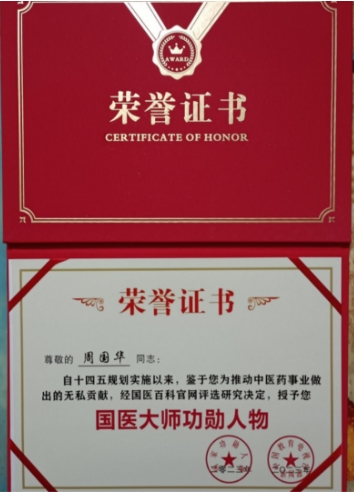 AWARD
荣誉证书
CERTIFICATE OF HONOR
荣誉证书
尊敬的 周国华 同志:
自十四五规划实施以来，鉴于您为推动中医药事业做
出的无私贡献，经国医百科官网评选研究决定，授予您
国医大师功勋人物